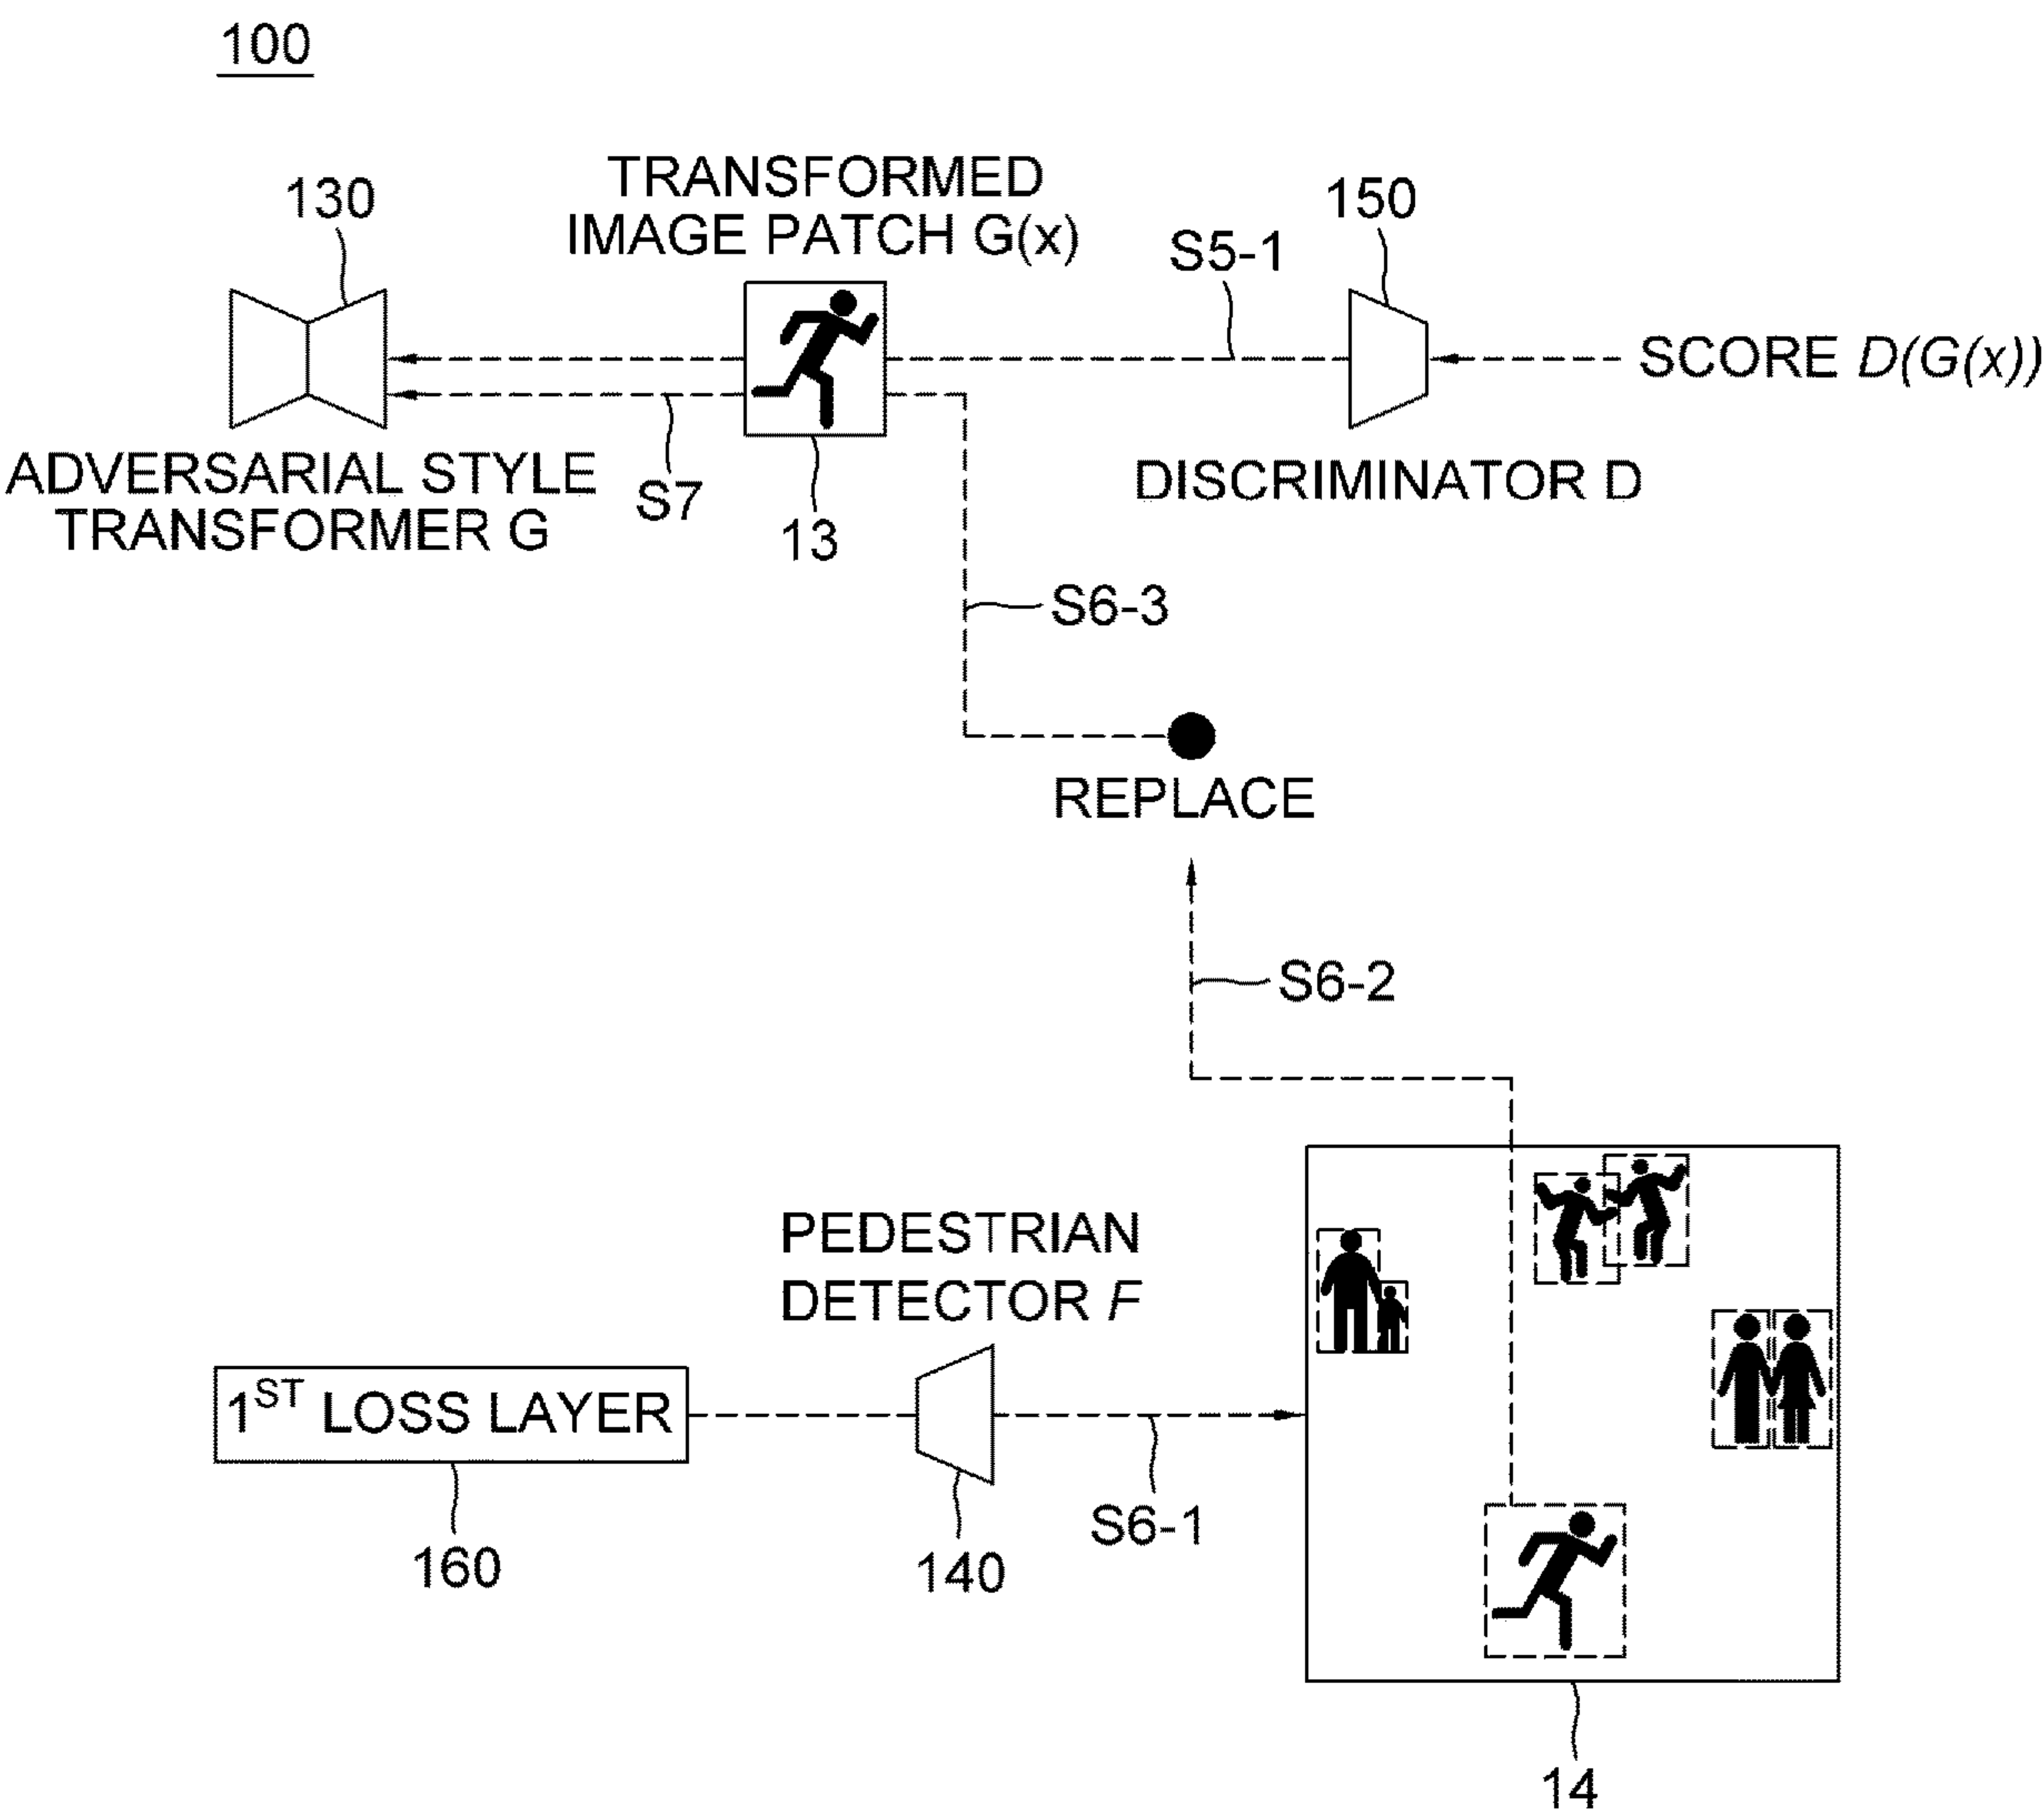 100
130
TRANSFORMED
IMAGE PATCH G(x)
S5-1
150
SCORE D(G(x))
ADVERSARIAL STYLE
TRANSFORMER G
S7
13
DISCRIMINATOR D
S6-3
REPLACE
S6-2
PEDESTRIAN
DETECTOR F
1ST LOSS LAYER
160
140
S6-1
14